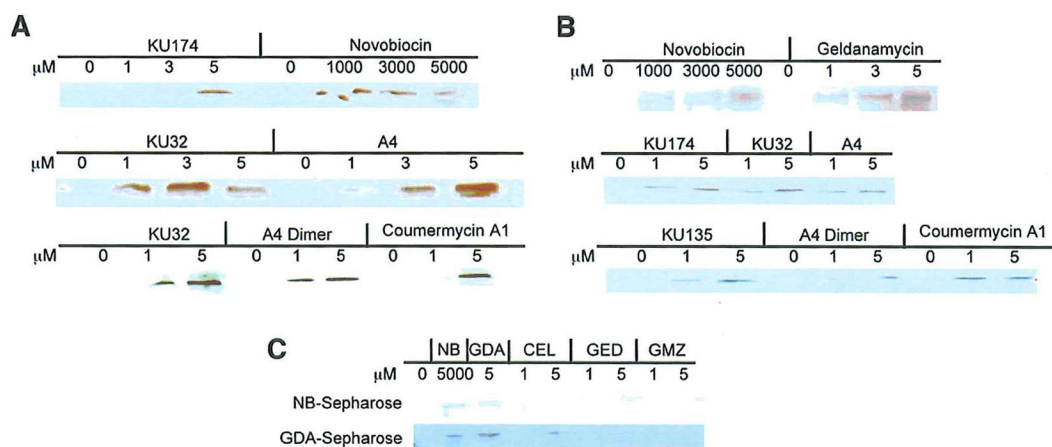 A
KU174 | Novobiocin
µM 0 1 3 5 0 1000 3000 5000
KU32 | A4
µM 0 1 3 5 0 1 3 5
KU32 | A4 Dimer | Coumermycin A1
µM 0 1 5 0 1 5 0 1 5
B
Novobiocin | Geldanamycin
µM 0 1000 3000 5000 0 1 3 5
KU174 | KU32 | A4
µM 0 1 5 1 5 1 5
KU135 | A4 Dimer | Coumermycin A1
µM 0 1 5 0 1 5 0 1 5
C
| NB | GDA | CEL | GED | GMZ
µM 0 5000 5 1 5 1 5 1 5
NB-Sepharose
GDA-Sepharose